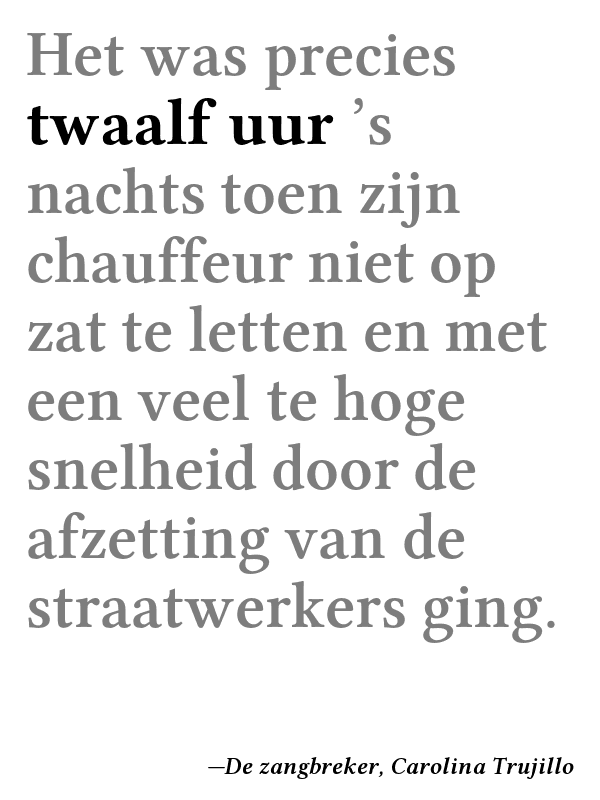 Het was precies
twaalf uur ’s
nachts toen zijn
chauffeur niet op
zat te letten en met
een veel te hoge
snelheid door de
afzetting van de
straatwerkers ging.
—De zangbreker, Carolina Trujillo